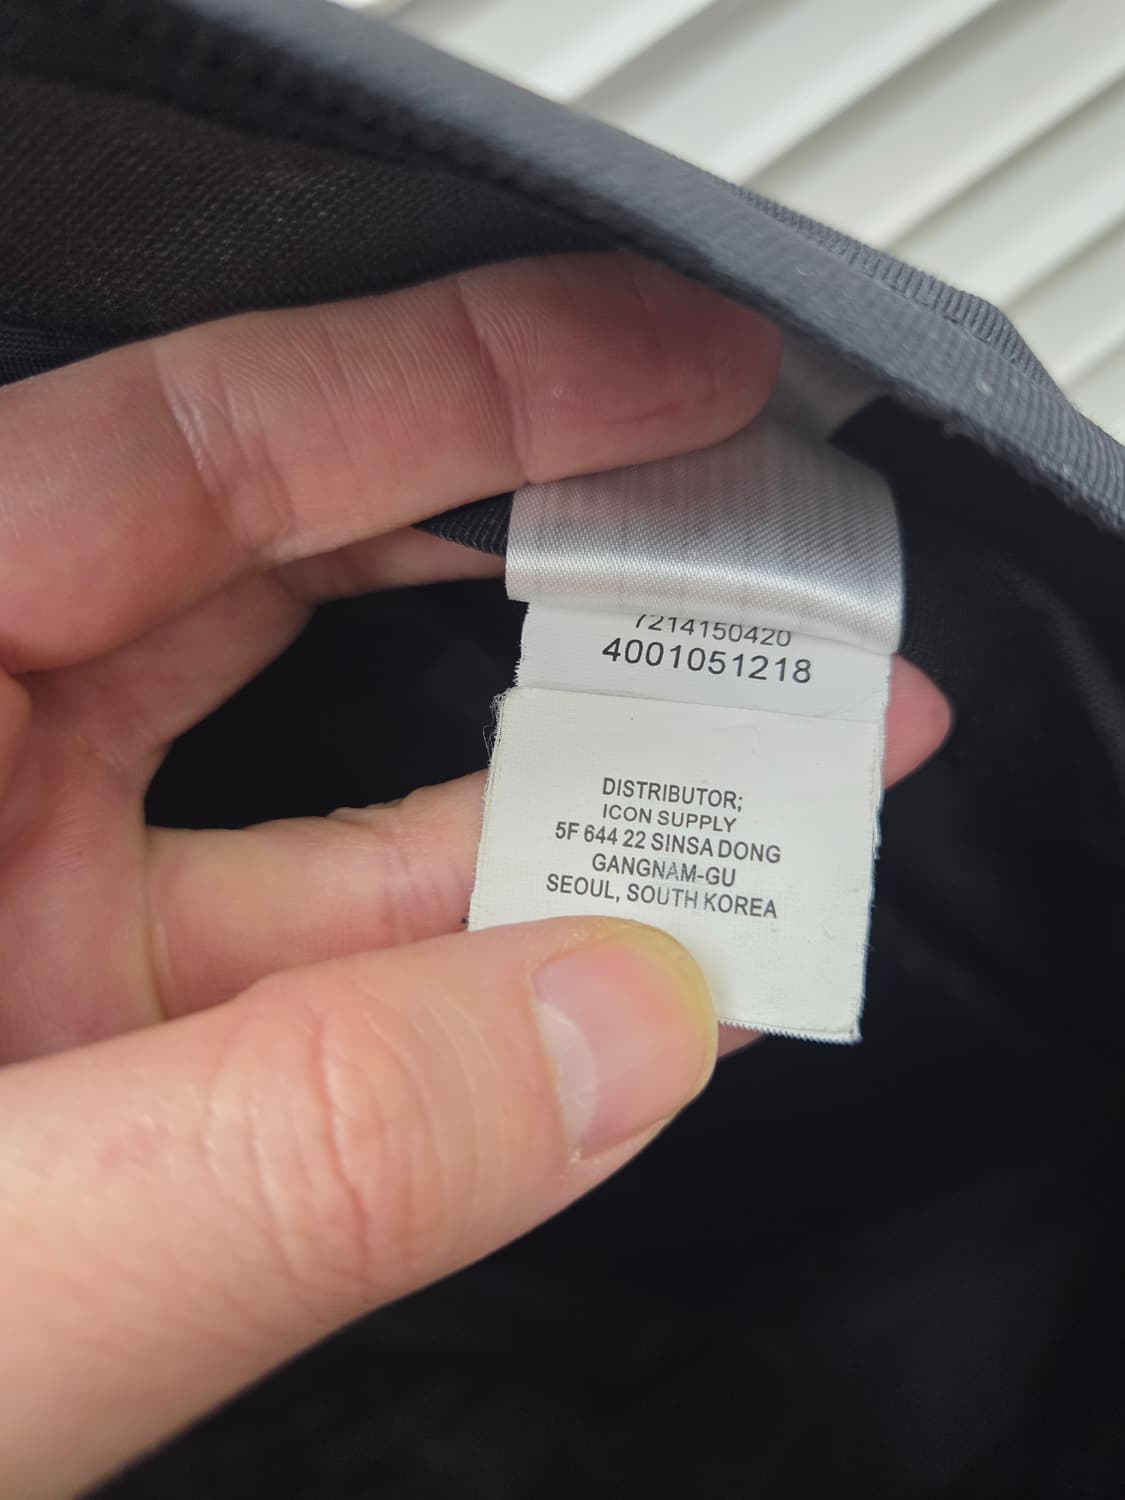 7214150420
4001051218
DISTRIBUTOR;
ICON SUPPLY
5F 644 22 SINSA DONG
GANGNAM-GU
SEOUL, SOUTH KOREA